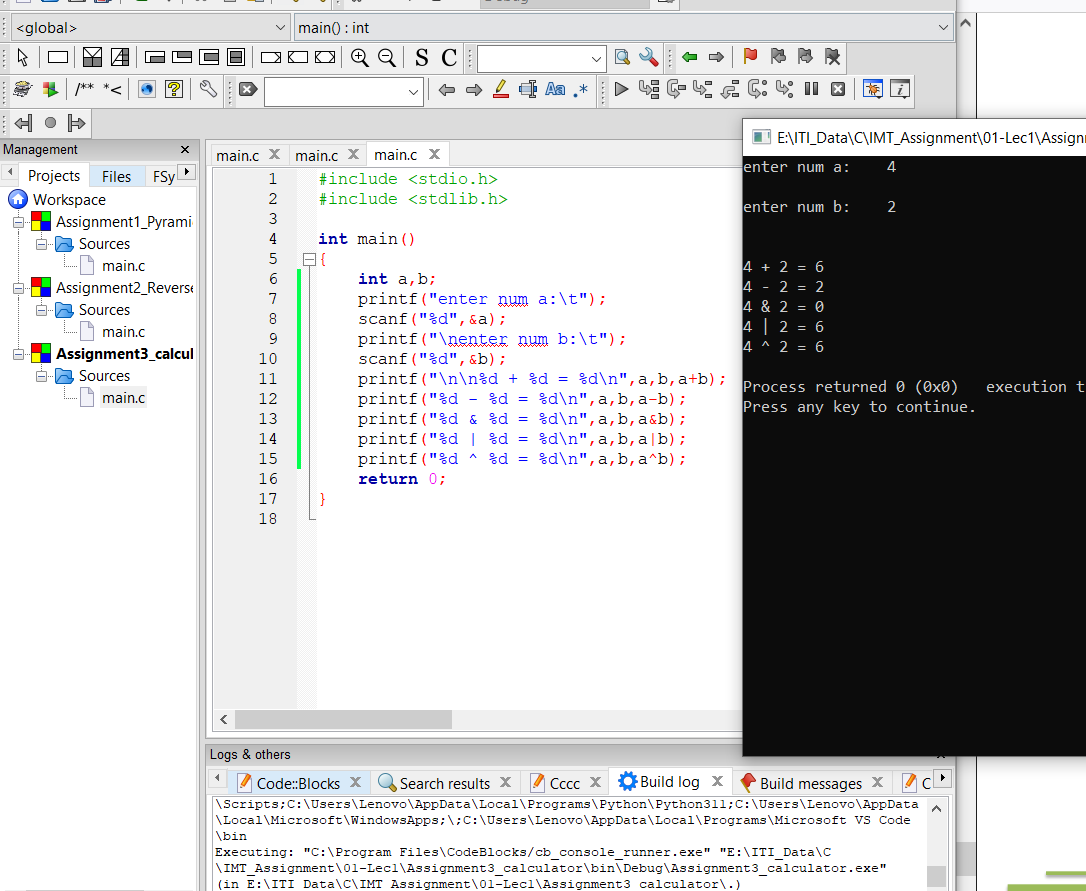 <global>
main() : int
S C
/** *<
Aa .*
Management
Projects
Files
FSy
Workspace
Assignment1_Pyrami
Sources
main.c
Assignment2_Reverse
Sources
main.c
Assignment3_calcul
Sources
main.c
main.c
main.c
main.c
1 #include <stdio.h>
2 #include <stdlib.h>
3
4 int main()
5 {
6 int a,b;
7 printf("enter num a:\t");
8 scanf("%d",&a);
9 printf("\nenter num b:\t");
10 scanf("%d",&b);
11 printf("\n\n%d + %d = %d\n",a,b,a+b);
12 printf("%d - %d = %d\n",a,b,a-b);
13 printf("%d & %d = %d\n",a,b,a&b);
14 printf("%d | %d = %d\n",a,b,a|b);
15 printf("%d ^ %d = %d\n",a,b,a^b);
16 return 0;
17 }
18
E:\ITI_Data\C\IMT_Assignment\01-Lec1\Assignm
enter num a: 4
enter num b: 2
4 + 2 = 6
4 - 2 = 2
4 & 2 = 0
4 | 2 = 6
4 ^ 2 = 6
Process returned 0 (0x0) execution t
Press any key to continue.
Logs & others
Code::Blocks
Search results
Cccc
Build log
Build messages
C
\Scripts;C:\Users\Lenovo\AppData\Local\Programs\Python\Python311;C:\Users\Lenovo\AppData
\Local\Microsoft\WindowsApps;\;C:\Users\Lenovo\AppData\Local\Programs\Microsoft VS Code
\bin
Executing: "C:\Program Files\CodeBlocks/cb_console_runner.exe" "E:\ITI_Data\C
\IMT_Assignment\01-Lec1\Assignment3_calculator\bin\Debug\Assignment3_calculator.exe"
(in E:\ITI_Data\C\IMT_Assignment\01-Lec1\Assignment3_calculator\.)